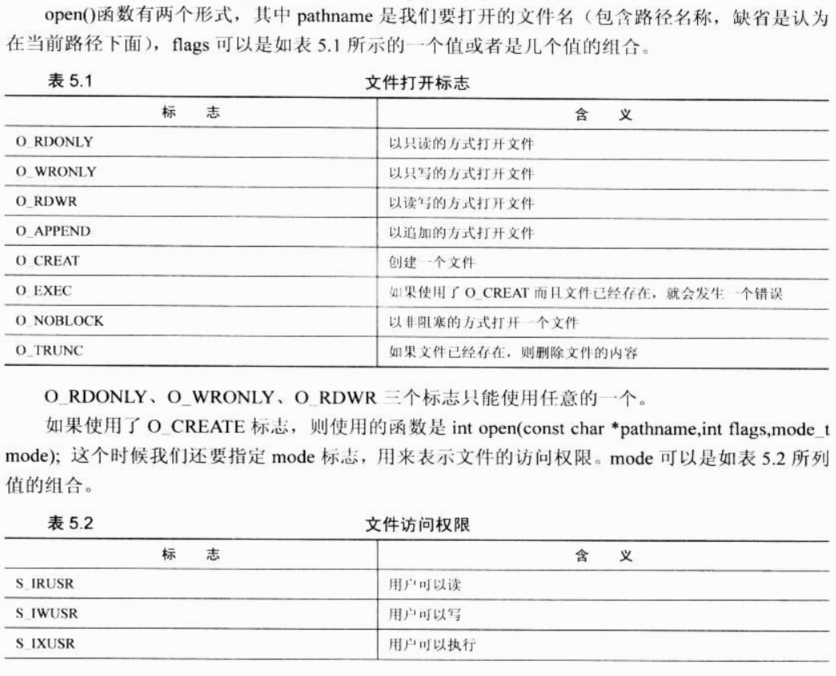 open()函数有两个形式，其中 pathname 是我们要打开的文件名（包含路径名称，缺省是认为
在当前路径下面），flags 可以是如表 5.1 所示的一个值或者是几个值的组合。
表 5.1 文件打开标志
标 志 含 义
O_RDONLY 以只读的方式打开文件
O_WRONLY 以只写的方式打开文件
O_RDWR 以读写的方式打开文件
O_APPEND 以追加的方式打开文件
O_CREAT 创建一个文件
O_EXEC 如果使用了 O_CREAT 而且文件已经存在，就会发生一个错误
O_NOBLOCK 以非阻塞的方式打开一个文件
O_TRUNC 如果文件已经存在，则删除文件的内容
O_RDONLY、O_WRONLY、O_RDWR 三个标志只能使用任意的一个。
如果使用了 O_CREATE 标志，则使用的函数是 int open(const char *pathname,int flags,mode_t
mode); 这个时候我们还要指定 mode 标志，用来表示文件的访问权限。mode 可以是如表 5.2 所列
值的组合。
表 5.2 文件访问权限
标 志 含 义
S_IRUSR 用户可以读
S_IWUSR 用户可以写
S_IXUSR 用户可以执行